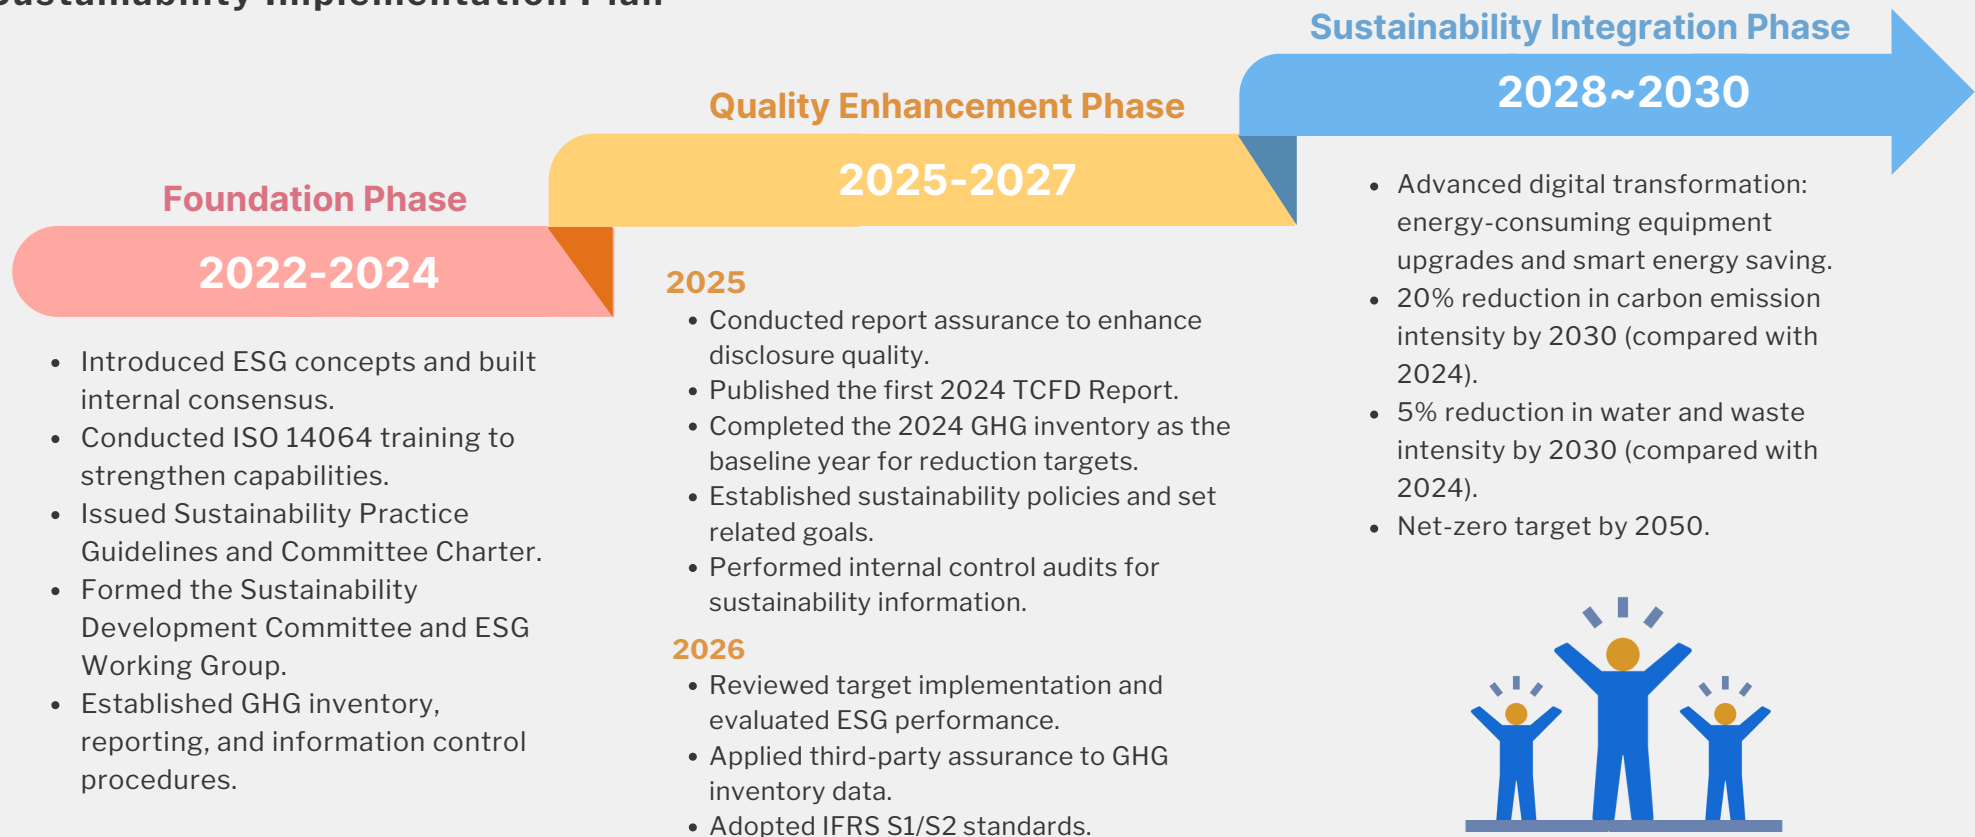 Sustainability Implementation Plan
Foundation Phase
2022-2024
• Introduced ESG concepts and built
internal consensus.
• Conducted ISO 14064 training to
strengthen capabilities.
• Issued Sustainability Practice
Guidelines and Committee Charter.
• Formed the Sustainability
Development Committee and ESG
Working Group.
• Established GHG inventory,
reporting, and information control
procedures.
Quality Enhancement Phase
2025-2027
2025
• Conducted report assurance to enhance
disclosure quality.
• Published the first 2024 TCFD Report.
• Completed the 2024 GHG inventory as the
baseline year for reduction targets.
• Established sustainability policies and set
related goals.
• Performed internal control audits for
sustainability information.
2026
• Reviewed target implementation and
evaluated ESG performance.
• Applied third-party assurance to GHG
inventory data.
• Adopted IFRS S1/S2 standards.
Sustainability Integration Phase
2028~2030
• Advanced digital transformation:
energy-consuming equipment
upgrades and smart energy saving.
• 20% reduction in carbon emission
intensity by 2030 (compared with
2024).
• 5% reduction in water and waste
intensity by 2030 (compared with
2024).
• Net-zero target by 2050.